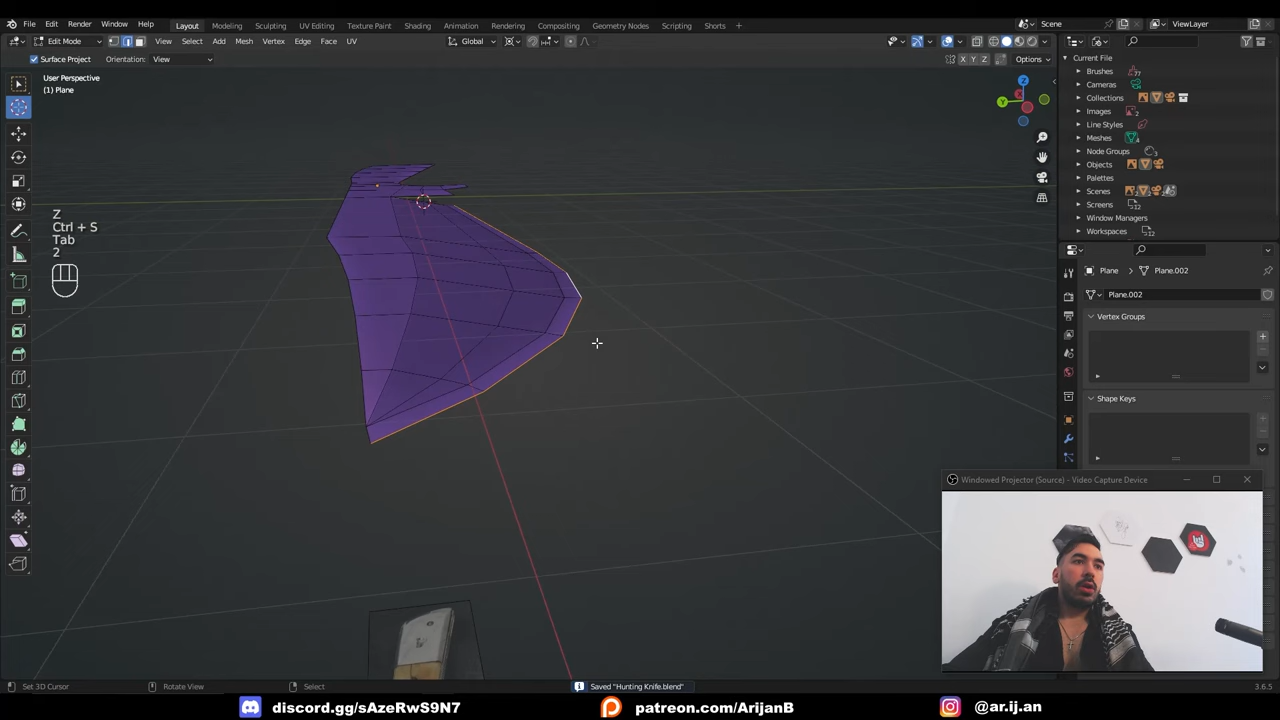 File Edit Render Window Help Layout Modeling Sculpting UV Editing Texture Paint Shading Animation Rendering Compositing Geometry Nodes Scripting Shorts + Scene ViewLayer
Edit Mode View Select Add Mesh Vertex Edge Face UV Global
Surface Project Orientation: View X Y Z Options
User Perspective
(1) Plane
Z
Ctrl + S
Tab
2
Z
Y
Current File
Brushes
Cameras
Collections
Images
Line Styles
Meshes
Node Groups
Objects
Palettes
Scenes
Screens
Window Managers
Workspaces
Plane Plane.002
Plane.002
Vertex Groups
Shape Keys
Windowed Projector (Source) - Video Capture Device
Set 3D Cursor Rotate View Select Saved "Hunting Knife.blend" 3.6.5
discord.gg/sAzeRwS9N7 patreon.com/ArijanB @ar.ij.an